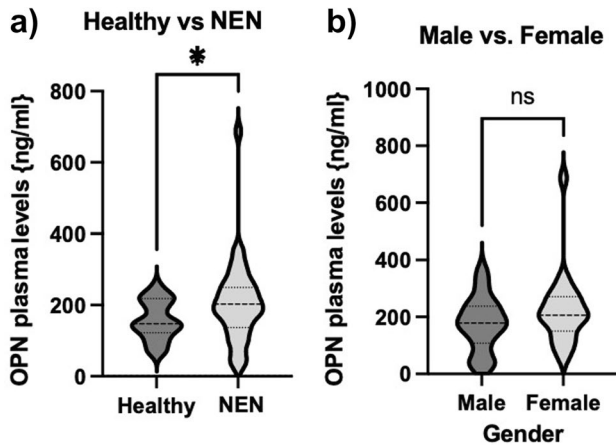 a)
Healthy vs NEN
*
OPN plasma levels {ng/ml}
800
600
400
200
0
Healthy NEN
b)
Male vs. Female
ns
OPN plasma levels {ng/ml}
1000
800
600
400
200
0
Male Female
Gender